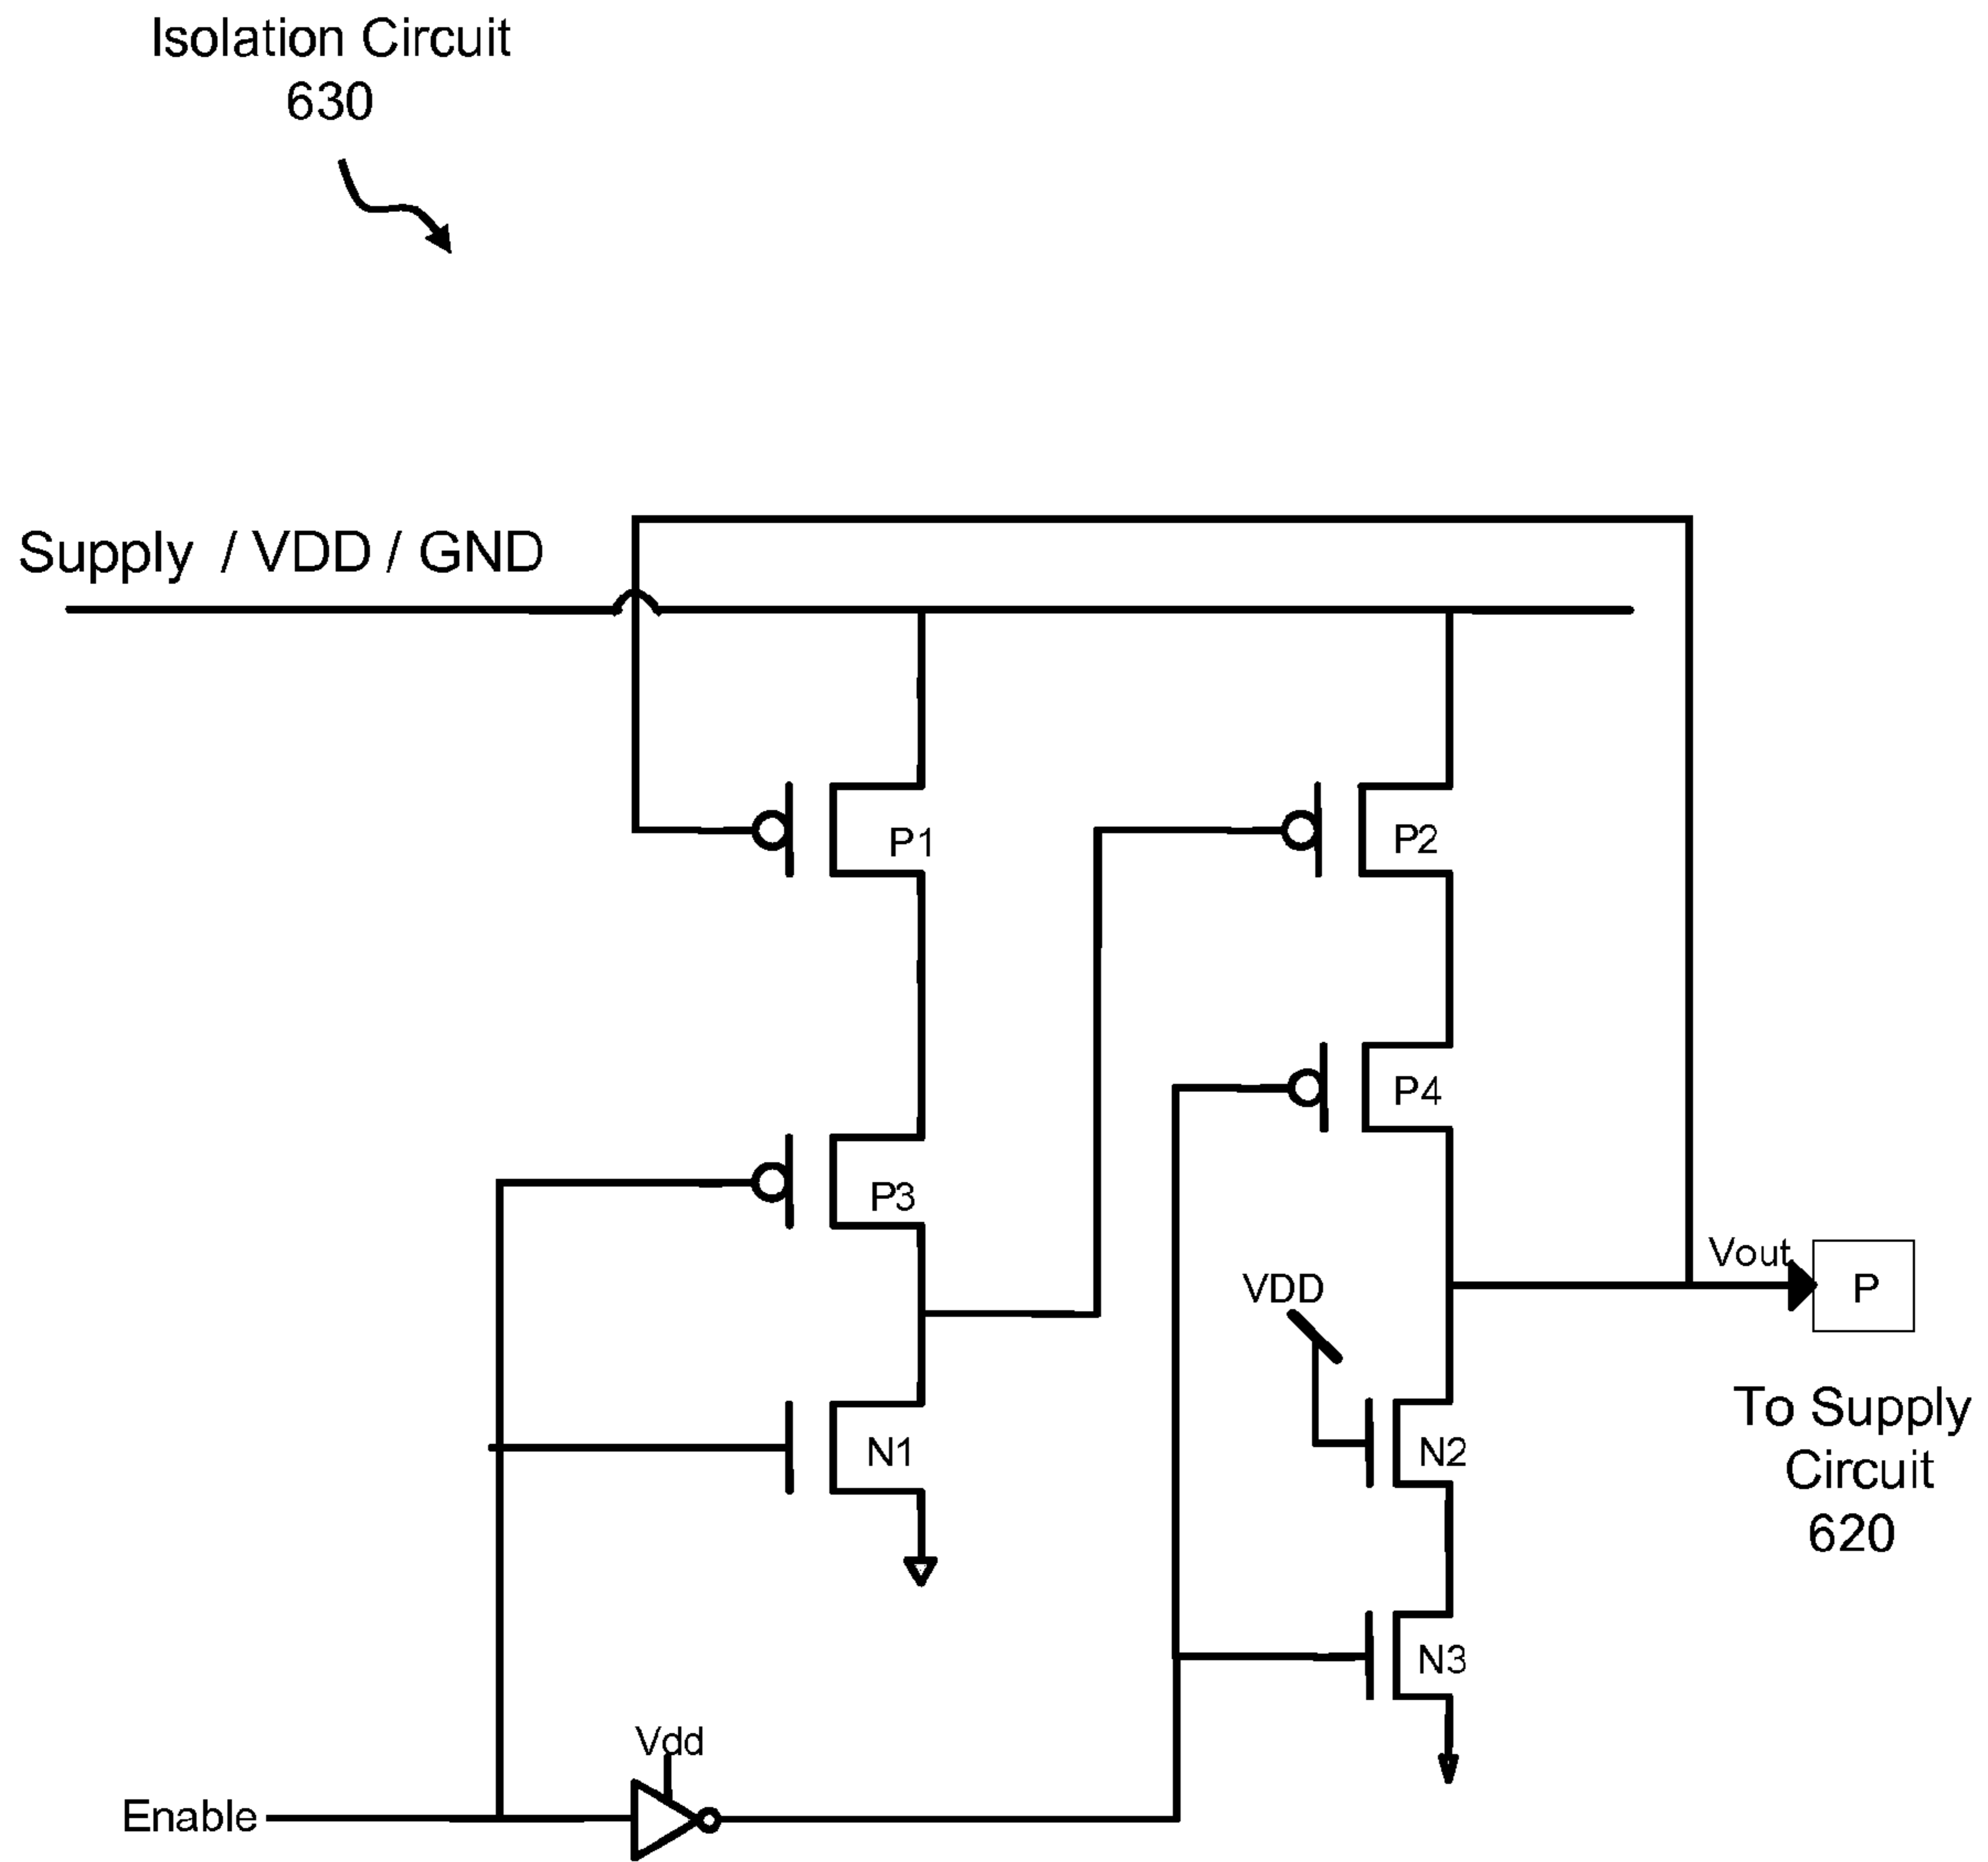 Isolation Circuit
630
Supply / VDD / GND
P1
P2
P4
P3
Vout
P
VDD
To Supply
Circuit
620
N1
N2
N3
Vdd
Enable